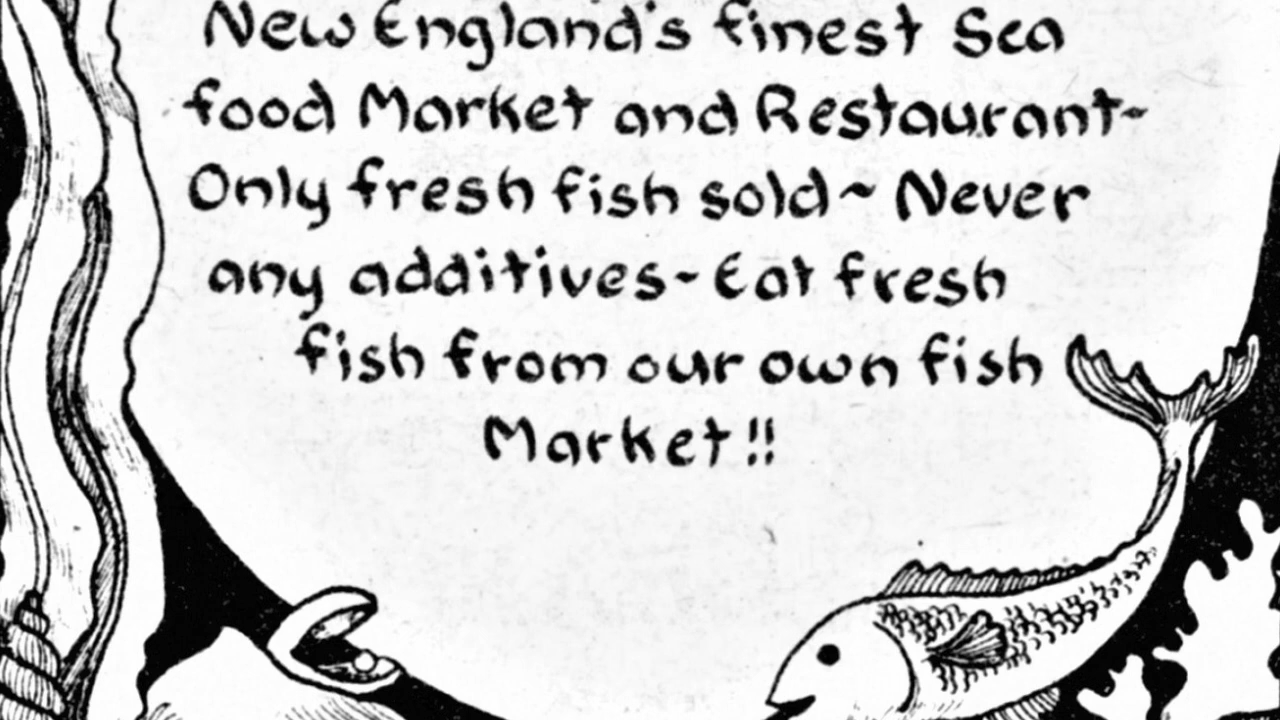 New England's finest Sea
food Market and Restaurant-
Only fresh fish sold~ Never
any additives- Eat fresh
fish from our own fish
Market!!